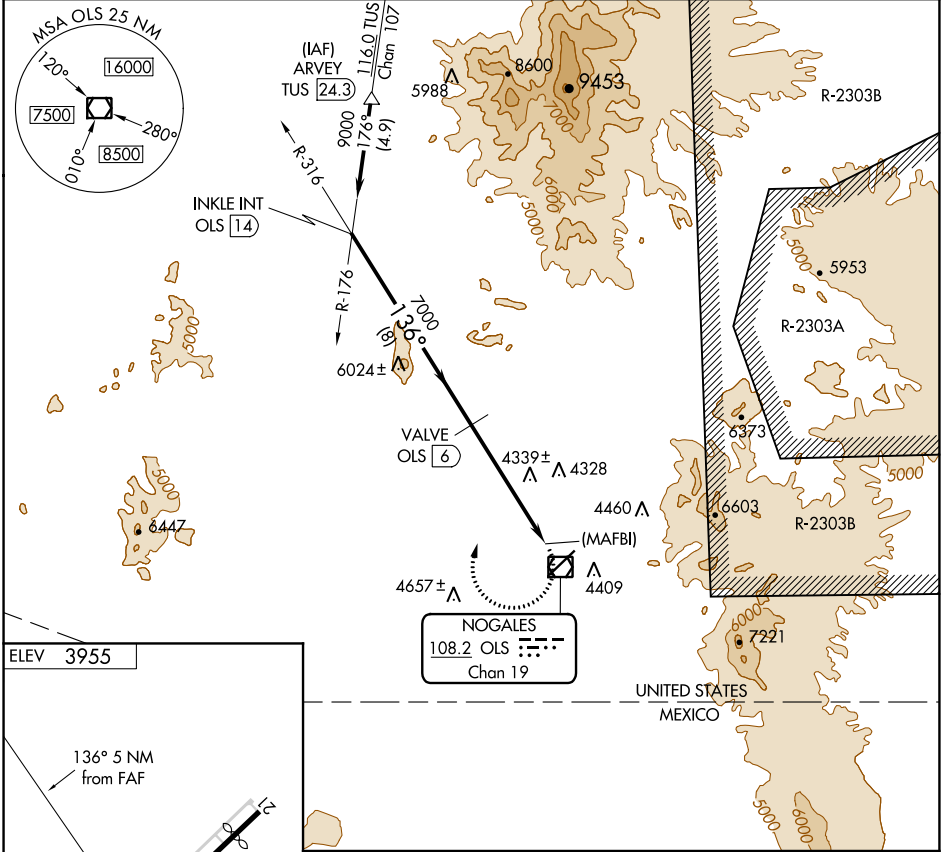 MSA OLS 25 NM
120°
16000
7500
280°
8500
010°
(IAF)
ARVEY
TUS 24.3
116.0 TUS
Chan 107
9000
176°
(4.9)
5988
8600
9453
7000
6000
5000
R-2303B
R-316
INKLE INT
OLS 14
R-176
5000
5000
5953
R-2303A
7000
136°
(8)
6024±
6373
VALVE
OLS 6
4339±
4328
5000
5000
6447
4460
6603
R-2303B
(MAFBI)
4657±
4409
NOGALES
108.2 OLS
Chan 19
6000
7221
ELEV 3955
UNITED STATES
MEXICO
136° 5 NM
from FAF
21
5000
6000